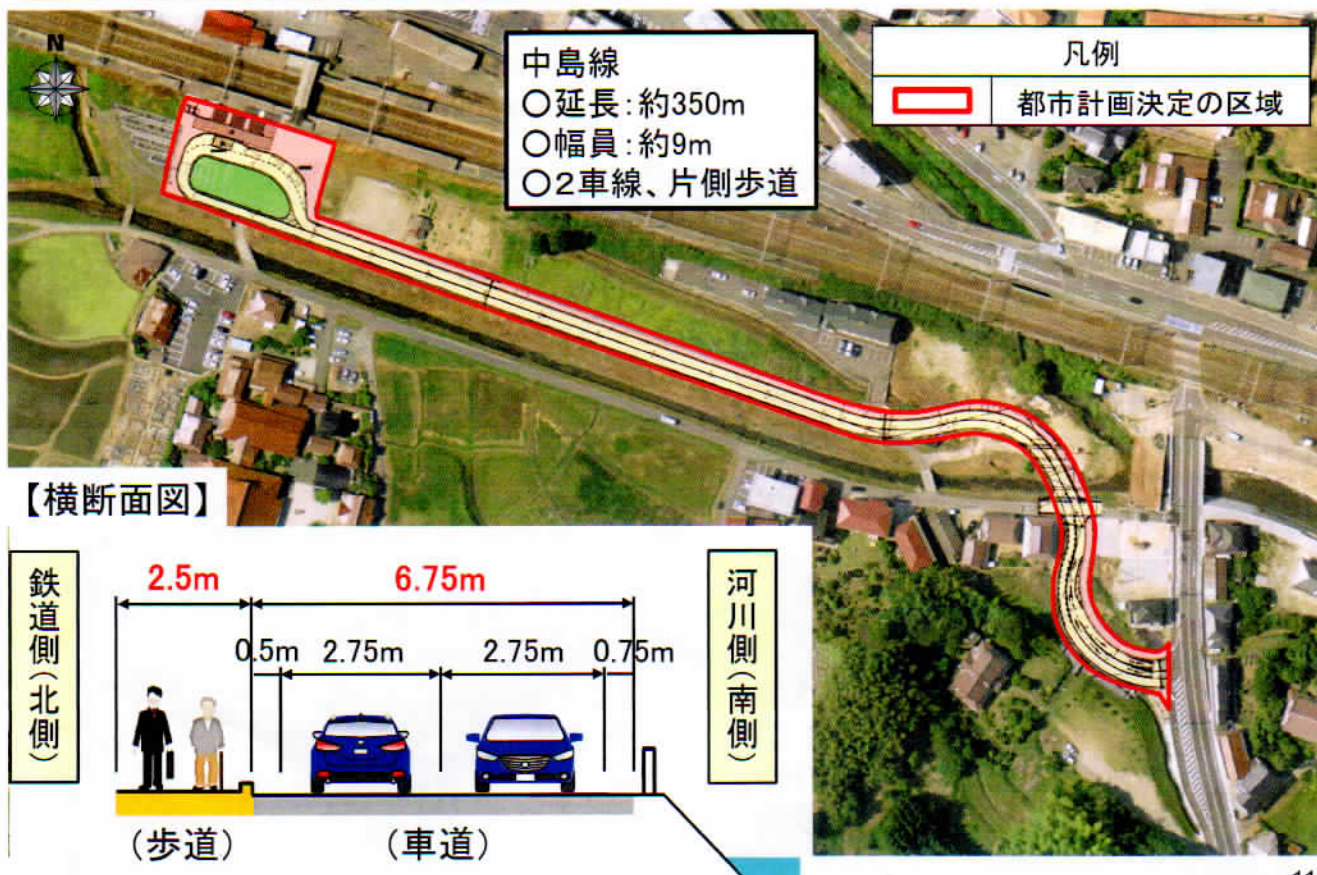 N
中島線
○延長:約350m
○幅員:約9m
○2車線、片側歩道
凡例
都市計画決定の区域
【横断面図】
鉄道側(北側)
2.5m
6.75m
0.5m
2.75m
2.75m
0.75m
河川側(南側)
(歩道)
(車道)
11